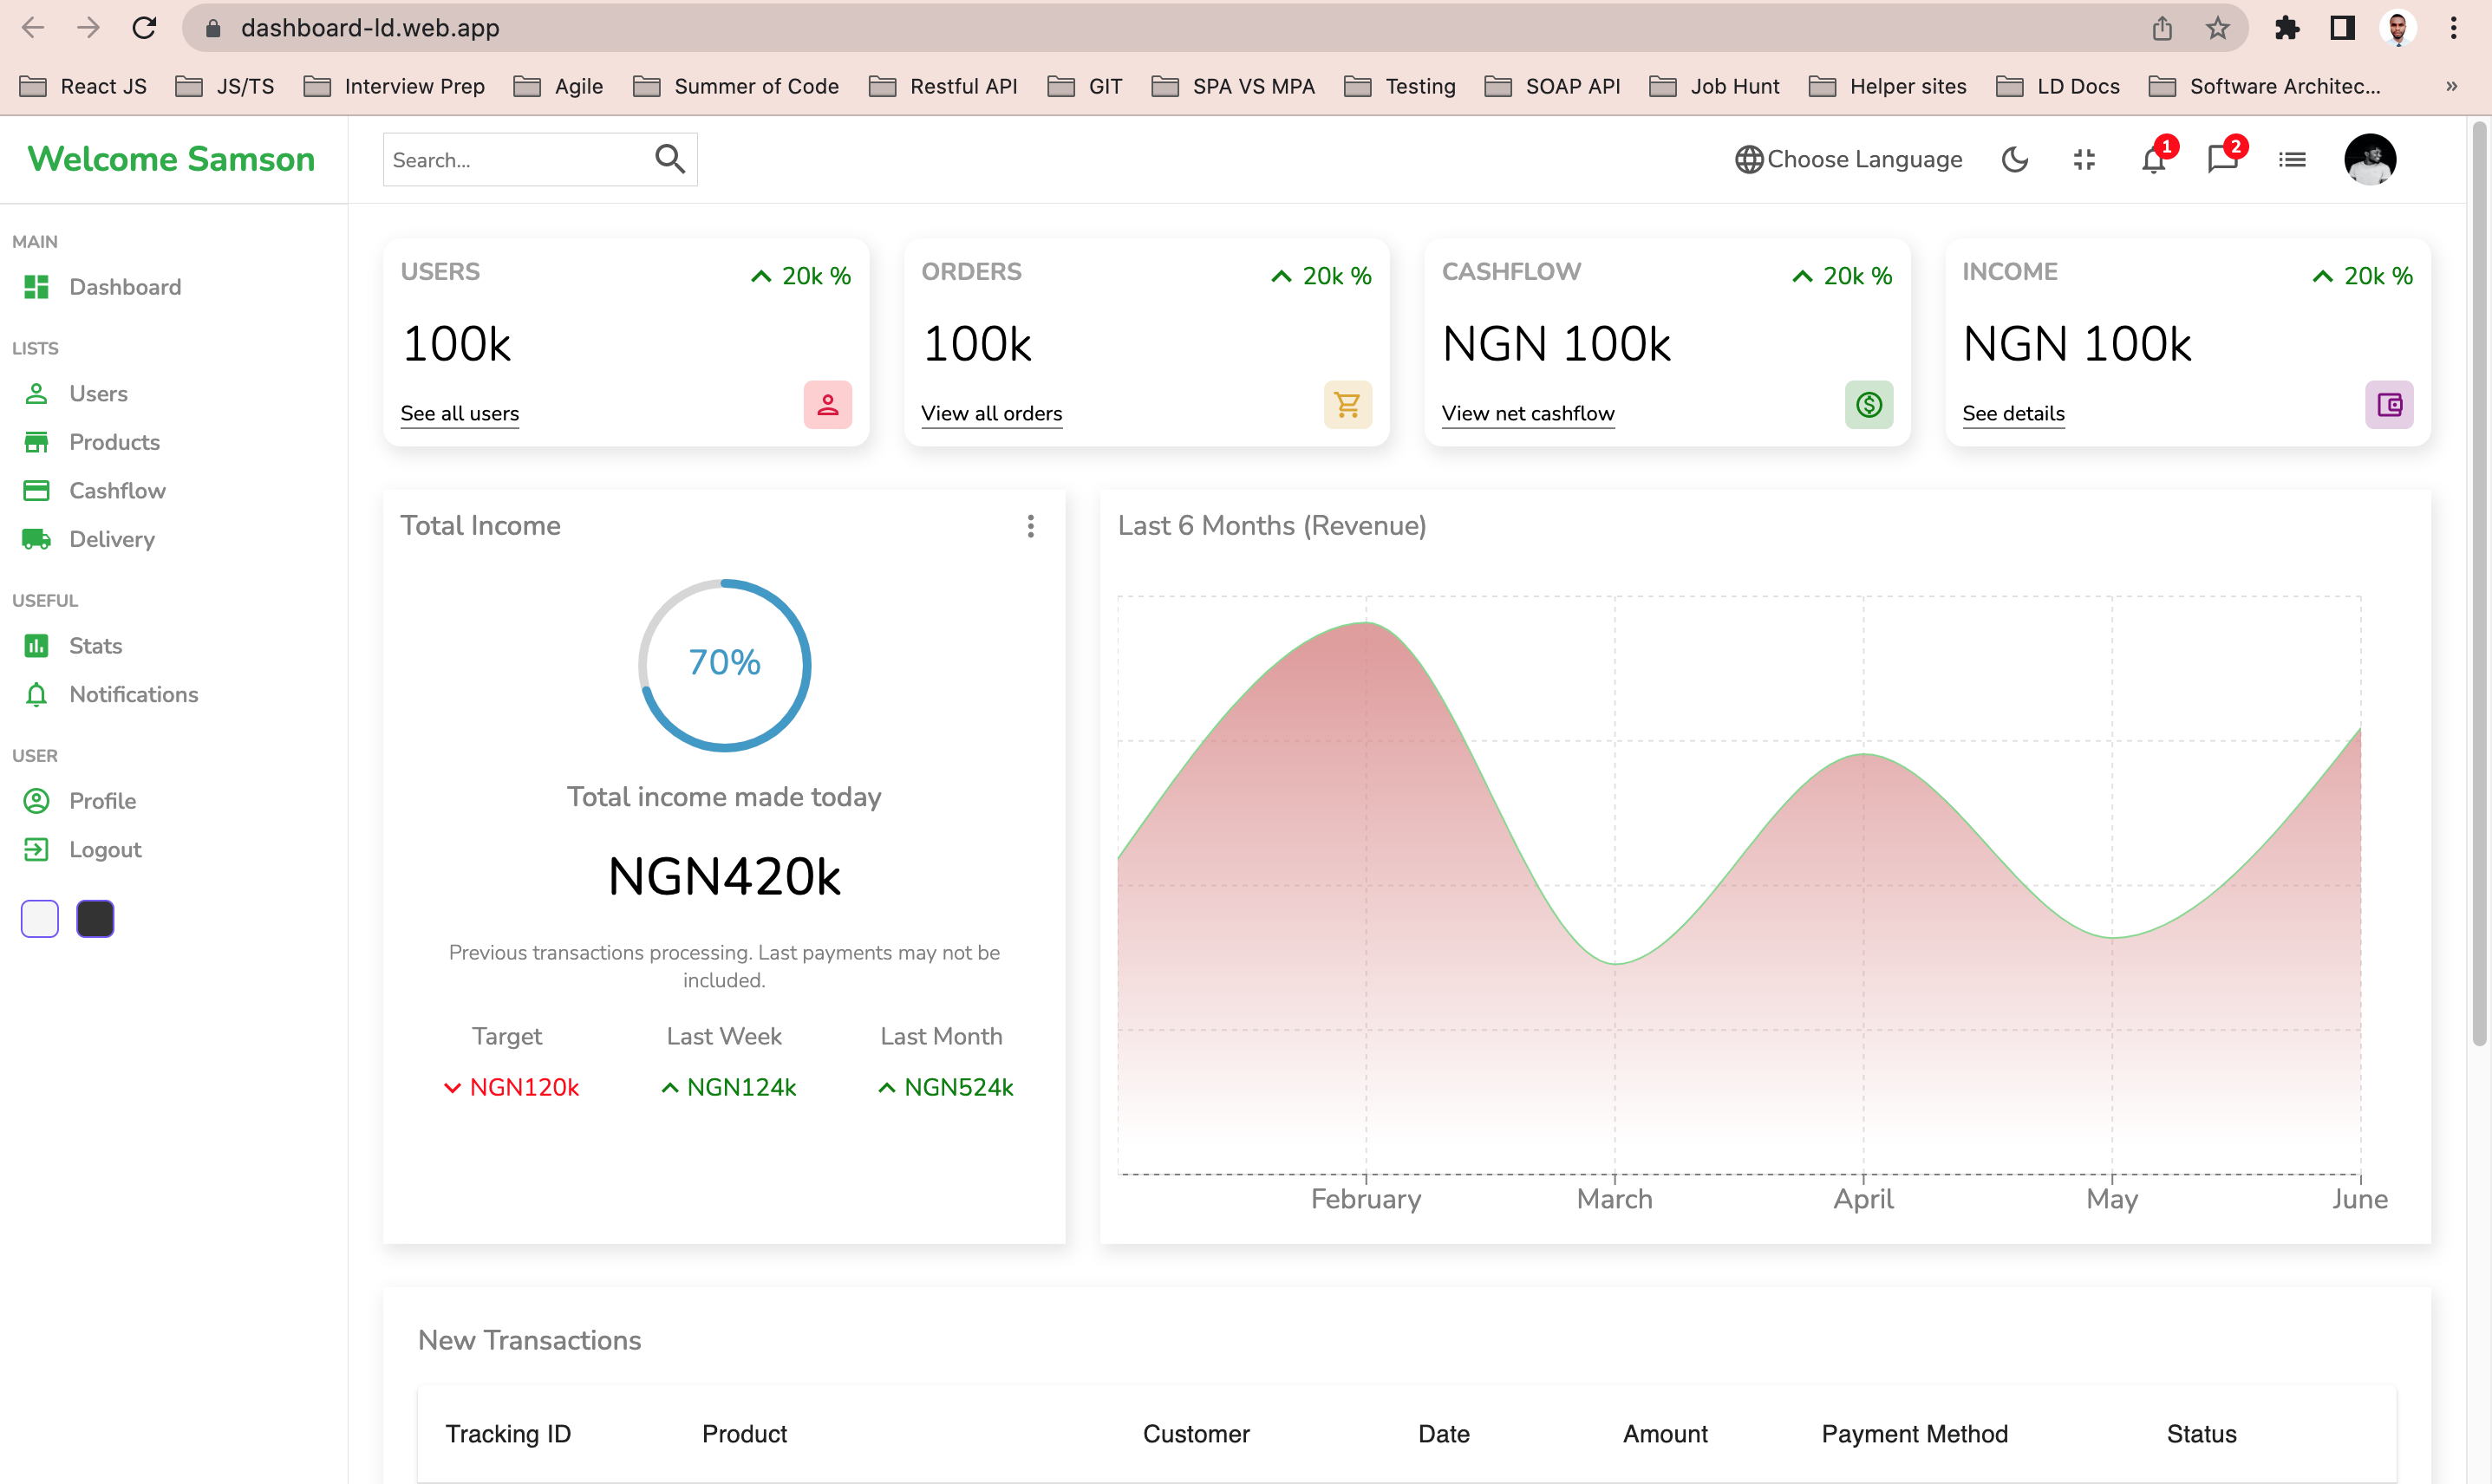 dashboard-ld.web.app
React JS
JS/TS
Interview Prep
Agile
Summer of Code
Restful API
GIT
SPA VS MPA
Testing
SOAP API
Job Hunt
Helper sites
LD Docs
Software Architec...
»
Welcome Samson
Search...
Choose Language
1
2
MAIN
Dashboard
LISTS
Users
Products
Cashflow
Delivery
USEFUL
Stats
Notifications
USER
Profile
Logout
USERS
20k %
100k
See all users
ORDERS
20k %
100k
View all orders
CASHFLOW
20k %
NGN 100k
View net cashflow
INCOME
20k %
NGN 100k
See details
Total Income
70%
Total income made today
NGN420k
Previous transactions processing. Last payments may not be
included.
Target
Last Week
Last Month
NGN120k
NGN124k
NGN524k
Last 6 Months (Revenue)
February
March
April
May
June
New Transactions
Tracking ID
Product
Customer
Date
Amount
Payment Method
Status